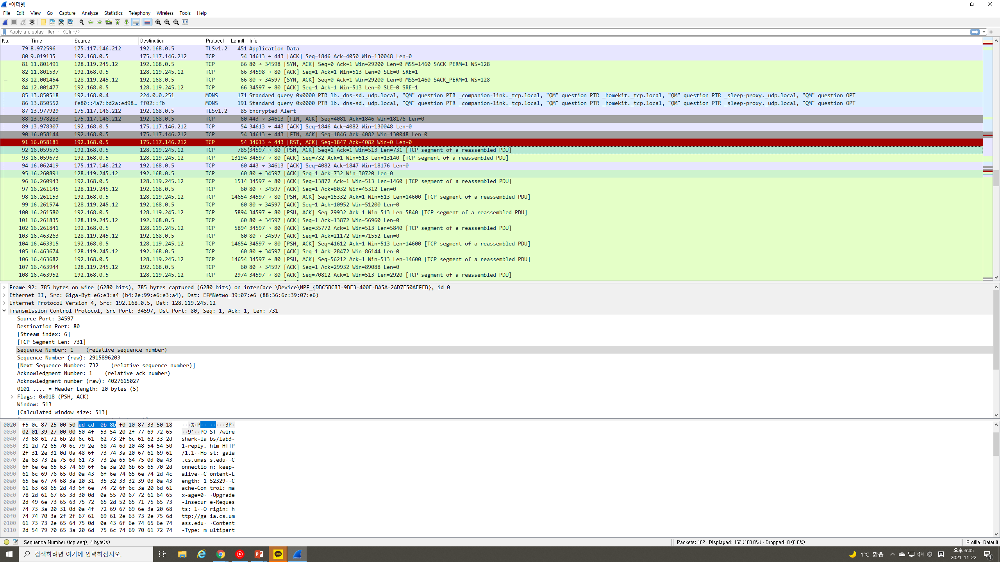 *이더넷
File Edit View Go Capture Analyze Statistics Telephony Wireless Tools Help
Apply a display filter ··· <Ctrl-/>
No. Time Source Destination Protocol Length Info
79 8.972596 175.117.146.212 192.168.0.5 TLSv1.2 451 Application Data
80 9.019135 192.168.0.5 175.117.146.212 TCP 54 34613 → 443 [ACK] Seq=1846 Ack=4050 Win=130048 Len=0
81 11.801491 128.119.245.12 192.168.0.5 TCP 66 80 → 34598 [SYN, ACK] Seq=0 Ack=1 Win=29200 Len=0 MSS=1460 SACK_PERM=1 WS=128
82 11.801537 192.168.0.5 128.119.245.12 TCP 66 34598 → 80 [ACK] Seq=1 Ack=1 Win=513 Len=0 SLE=0 SRE=1
83 12.001454 128.119.245.12 192.168.0.5 TCP 66 80 → 34597 [SYN, ACK] Seq=0 Ack=1 Win=29200 Len=0 MSS=1460 SACK_PERM=1 WS=128
84 12.001477 192.168.0.5 128.119.245.12 TCP 66 34597 → 80 [ACK] Seq=1 Ack=1 Win=513 Len=0 SLE=0 SRE=1
85 13.850518 192.168.0.4 224.0.0.251 MDNS 171 Standard query 0x0000 PTR lb._dns-sd._udp.local, "QM" question PTR _companion-link._tcp.local, "QM" question PTR _homekit._tcp.local, "QM" question PTR _sleep-proxy._udp.local, "QM" question OPT
86 13.850552 fe80::4a7:bd2a:ed98… ff02::fb MDNS 191 Standard query 0x0000 PTR lb._dns-sd._udp.local, "QM" question PTR _companion-link._tcp.local, "QM" question PTR _homekit._tcp.local, "QM" question PTR _sleep-proxy._udp.local, "QM" question OPT
87 13.977929 175.117.146.212 192.168.0.5 TLSv1.2 85 Encrypted Alert
88 13.978283 175.117.146.212 192.168.0.5 TCP 60 443 → 34613 [FIN, ACK] Seq=4081 Ack=1846 Win=18176 Len=0
89 13.978307 192.168.0.5 175.117.146.212 TCP 54 34613 → 443 [ACK] Seq=1846 Ack=4082 Win=130048 Len=0
90 16.058144 192.168.0.5 175.117.146.212 TCP 54 34613 → 443 [FIN, ACK] Seq=1846 Ack=4082 Win=130048 Len=0
91 16.058181 192.168.0.5 175.117.146.212 TCP 54 34613 → 443 [RST, ACK] Seq=1847 Ack=4082 Win=0 Len=0
92 16.059576 192.168.0.5 128.119.245.12 TCP 785 34597 → 80 [PSH, ACK] Seq=1 Ack=1 Win=513 Len=731 [TCP segment of a reassembled PDU]
93 16.059673 192.168.0.5 128.119.245.12 TCP 13194 34597 → 80 [ACK] Seq=732 Ack=1 Win=513 Len=13140 [TCP segment of a reassembled PDU]
94 16.062419 175.117.146.212 192.168.0.5 TCP 60 443 → 34613 [ACK] Seq=4082 Ack=1847 Win=18176 Len=0
95 16.260891 128.119.245.12 192.168.0.5 TCP 60 80 → 34597 [ACK] Seq=1 Ack=732 Win=30720 Len=0
96 16.260943 192.168.0.5 128.119.245.12 TCP 1514 34597 → 80 [ACK] Seq=13872 Ack=1 Win=513 Len=1460 [TCP segment of a reassembled PDU]
97 16.261145 128.119.245.12 192.168.0.5 TCP 60 80 → 34597 [ACK] Seq=1 Ack=8032 Win=45312 Len=0
98 16.261153 192.168.0.5 128.119.245.12 TCP 14654 34597 → 80 [PSH, ACK] Seq=15332 Ack=1 Win=513 Len=14600 [TCP segment of a reassembled PDU]
99 16.261574 128.119.245.12 192.168.0.5 TCP 60 80 → 34597 [ACK] Seq=1 Ack=10952 Win=51200 Len=0
100 16.261580 192.168.0.5 128.119.245.12 TCP 5894 34597 → 80 [PSH, ACK] Seq=29932 Ack=1 Win=513 Len=5840 [TCP segment of a reassembled PDU]
101 16.261835 128.119.245.12 192.168.0.5 TCP 60 80 → 34597 [ACK] Seq=1 Ack=13872 Win=56960 Len=0
102 16.261841 192.168.0.5 128.119.245.12 TCP 5894 34597 → 80 [ACK] Seq=35772 Ack=1 Win=513 Len=5840 [TCP segment of a reassembled PDU]
103 16.463263 128.119.245.12 192.168.0.5 TCP 60 80 → 34597 [ACK] Seq=1 Ack=21172 Win=71552 Len=0
104 16.463315 192.168.0.5 128.119.245.12 TCP 14654 34597 → 80 [PSH, ACK] Seq=41612 Ack=1 Win=513 Len=14600 [TCP segment of a reassembled PDU]
105 16.463674 128.119.245.12 192.168.0.5 TCP 60 80 → 34597 [ACK] Seq=1 Ack=28472 Win=86144 Len=0
106 16.463682 192.168.0.5 128.119.245.12 TCP 14654 34597 → 80 [PSH, ACK] Seq=56212 Ack=1 Win=513 Len=14600 [TCP segment of a reassembled PDU]
107 16.463944 128.119.245.12 192.168.0.5 TCP 60 80 → 34597 [ACK] Seq=1 Ack=29932 Win=89088 Len=0
108 16.463952 192.168.0.5 128.119.245.12 TCP 2974 34597 → 80 [ACK] Seq=70812 Ack=1 Win=513 Len=2920 [TCP segment of a reassembled PDU]
Frame 92: 785 bytes on wire (6280 bits), 785 bytes captured (6280 bits) on interface \Device\NPF_{DBC5BCB3-9BE3-400E-BA5A-2AD7E50AEFEB}, id 0
Ethernet II, Src: Giga-Byt_e6:e3:a4 (b4:2e:99:e6:e3:a4), Dst: EFMNetwo_39:07:e6 (88:36:6c:39:07:e6)
Internet Protocol Version 4, Src: 192.168.0.5, Dst: 128.119.245.12
Transmission Control Protocol, Src Port: 34597, Dst Port: 80, Seq: 1, Ack: 1, Len: 731
Source Port: 34597
Destination Port: 80
[Stream index: 6]
[TCP Segment Len: 731]
Sequence Number: 1 (relative sequence number)
Sequence Number (raw): 2915896203
[Next Sequence Number: 732 (relative sequence number)]
Acknowledgment Number: 1 (relative ack number)
Acknowledgment number (raw): 4027615027
0101 .... = Header Length: 20 bytes (5)
Flags: 0x018 (PSH, ACK)
Window: 513
[Calculated window size: 513]
0020 f5 0c 87 25 00 50 ad cd 0b 8b f0 10 87 33 50 18 ···%·P·· ·····3P·
0030 02 01 39 27 00 00 50 4f 53 54 20 2f 77 69 72 65 ··9'··PO ST /wire
0040 73 68 61 72 6b 2d 6c 61 62 73 2f 6c 61 62 33 2d shark-la bs/lab3-
0050 31 2d 72 65 70 6c 79 2e 68 74 6d 20 48 54 54 50 1-reply. htm HTTP
0060 2f 31 2e 31 0d 0a 48 6f 73 74 3a 20 67 61 69 61 /1.1··Ho st: gaia
0070 2e 63 73 2e 75 6d 61 73 73 2e 65 64 75 0d 0a 43 .cs.umas s.edu··C
0080 6f 6e 6e 65 63 74 69 6f 6e 3a 20 6b 65 65 70 2d onnectio n: keep-
0090 61 6c 69 76 65 0d 0a 43 6f 6e 74 65 6e 74 2d 4c alive··C ontent-L
00a0 65 6e 67 74 68 3a 20 31 35 32 33 32 39 0d 0a 43 ength: 1 52329··C
00b0 61 63 68 65 2d 43 6f 6e 74 72 6f 6c 3a 20 6d 61 ache-Con trol: ma
00c0 78 2d 61 67 65 3d 30 0d 0a 55 70 67 72 61 64 65 x-age=0· ·Upgrade
00d0 2d 49 6e 73 65 63 75 72 65 2d 52 65 71 75 65 73 -Insecur e-Reques
00e0 74 73 3a 20 31 0d 0a 4f 72 69 67 69 6e 3a 20 68 ts: 1··O rigin: h
00f0 74 74 70 3a 2f 2f 67 61 69 61 2e 63 73 2e 75 6d ttp://ga ia.cs.um
0100 61 73 73 2e 65 64 75 0d 0a 43 6f 6e 74 65 6e 74 ass.edu· ·Content
0110 2d 54 79 70 65 3a 20 6d 75 6c 74 69 70 61 72 74 -Type: m ultipart
Sequence Number (tcp.seq), 4 byte(s) Packets: 162 · Displayed: 162 (100.0%) · Dropped: 0 (0.0%) Profile: Default
검색하려면 여기에 입력하십시오.
TALK
1°C 맑음
오후 6:45
2021-11-22
1